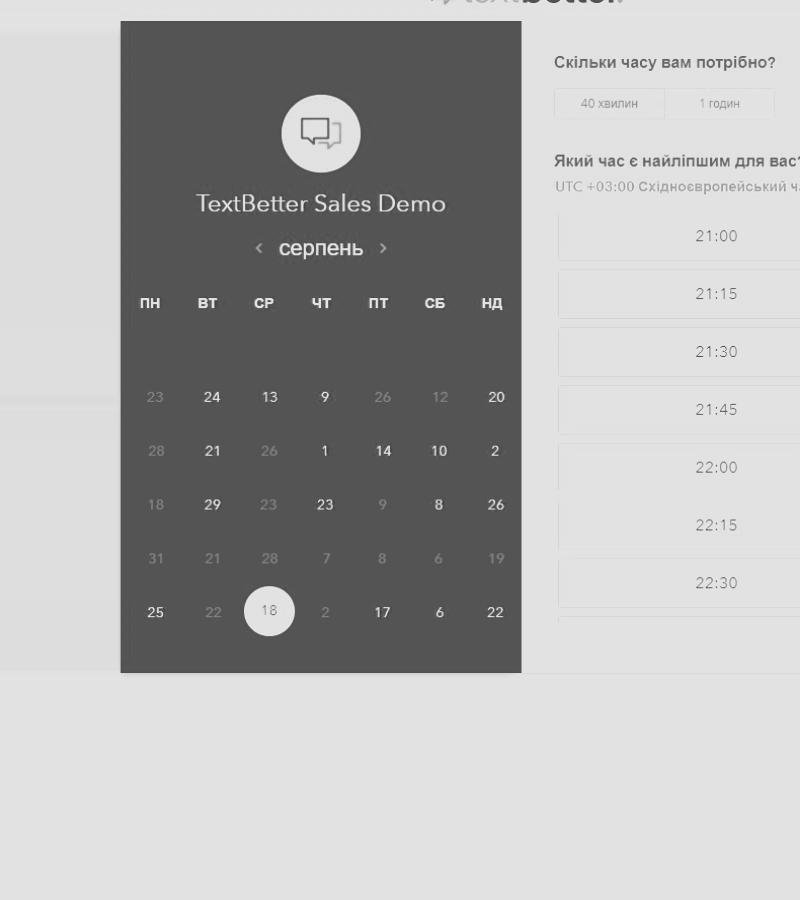 textbetter.
TextBetter Sales Demo
< серпень >
ПН ВТ СР ЧТ ПТ СБ НД
23 24 13 9 26 12 20
28 21 26 1 14 10 2
18 29 23 23 9 8 26
31 21 28 7 8 6 19
25 22 18 2 17 6 22
Скільки часу вам потрібно?
40 хвилин 1 годин
Який час є найліпшим для вас?
UTC +03:00 Східноєвропейський
21:00
21:15
21:30
21:45
22:00
22:15
22:30